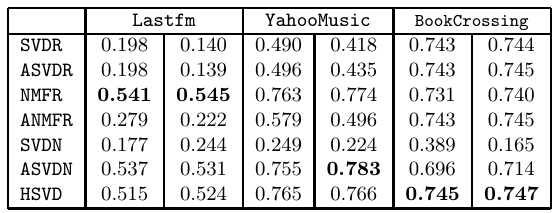 Lastfm YahooMusic BookCrossing
SVDR 0.198 0.140 0.490 0.418 0.743 0.744
ASVDR 0.198 0.139 0.496 0.435 0.743 0.745
NMFR 0.541 0.545 0.763 0.774 0.731 0.740
ANMFR 0.279 0.222 0.579 0.496 0.743 0.745
SVDN 0.177 0.244 0.249 0.224 0.389 0.165
ASVDN 0.537 0.531 0.755 0.783 0.696 0.714
HSVD 0.515 0.524 0.765 0.766 0.745 0.747